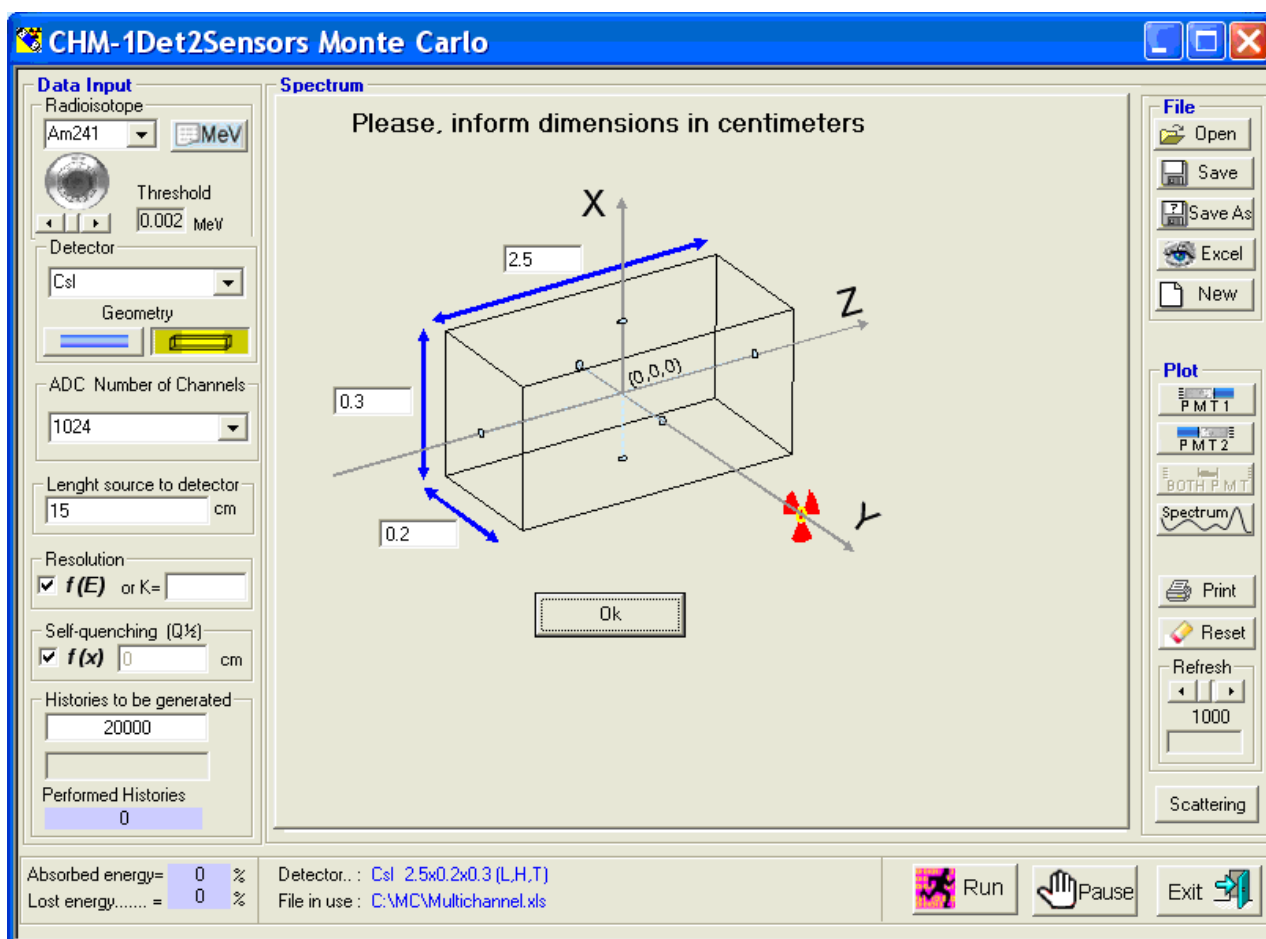 CHM-1Det2Sensors Monte Carlo
Data Input
Radioisotope
Am241
MeV
Threshold
0.002 MeV
Detector
CsI
Geometry
ADC Number of Channels
1024
Lenght source to detector
15 cm
Resolution
f(E) or K=
Self-quenching (Q½)
f(x) 0 cm
Histories to be generated
20000
Performed Histories
0
Spectrum
Please, inform dimensions in centimeters
X
2.5
Z
(0,0,0)
0.3
Y
0.2
Ok
File
Open
Save
Save As
Excel
New
Plot
PMT1
PMT2
BOTH PMT
Spectrum
Print
Reset
Refresh
1000
Scattering
Absorbed energy= 0 %
Lost energy....... = 0 %
Detector.. : CsI 2.5x0.2x0.3 (L,H,T)
File in use : C:\MC\Multichannel.xls
Run
Pause
Exit